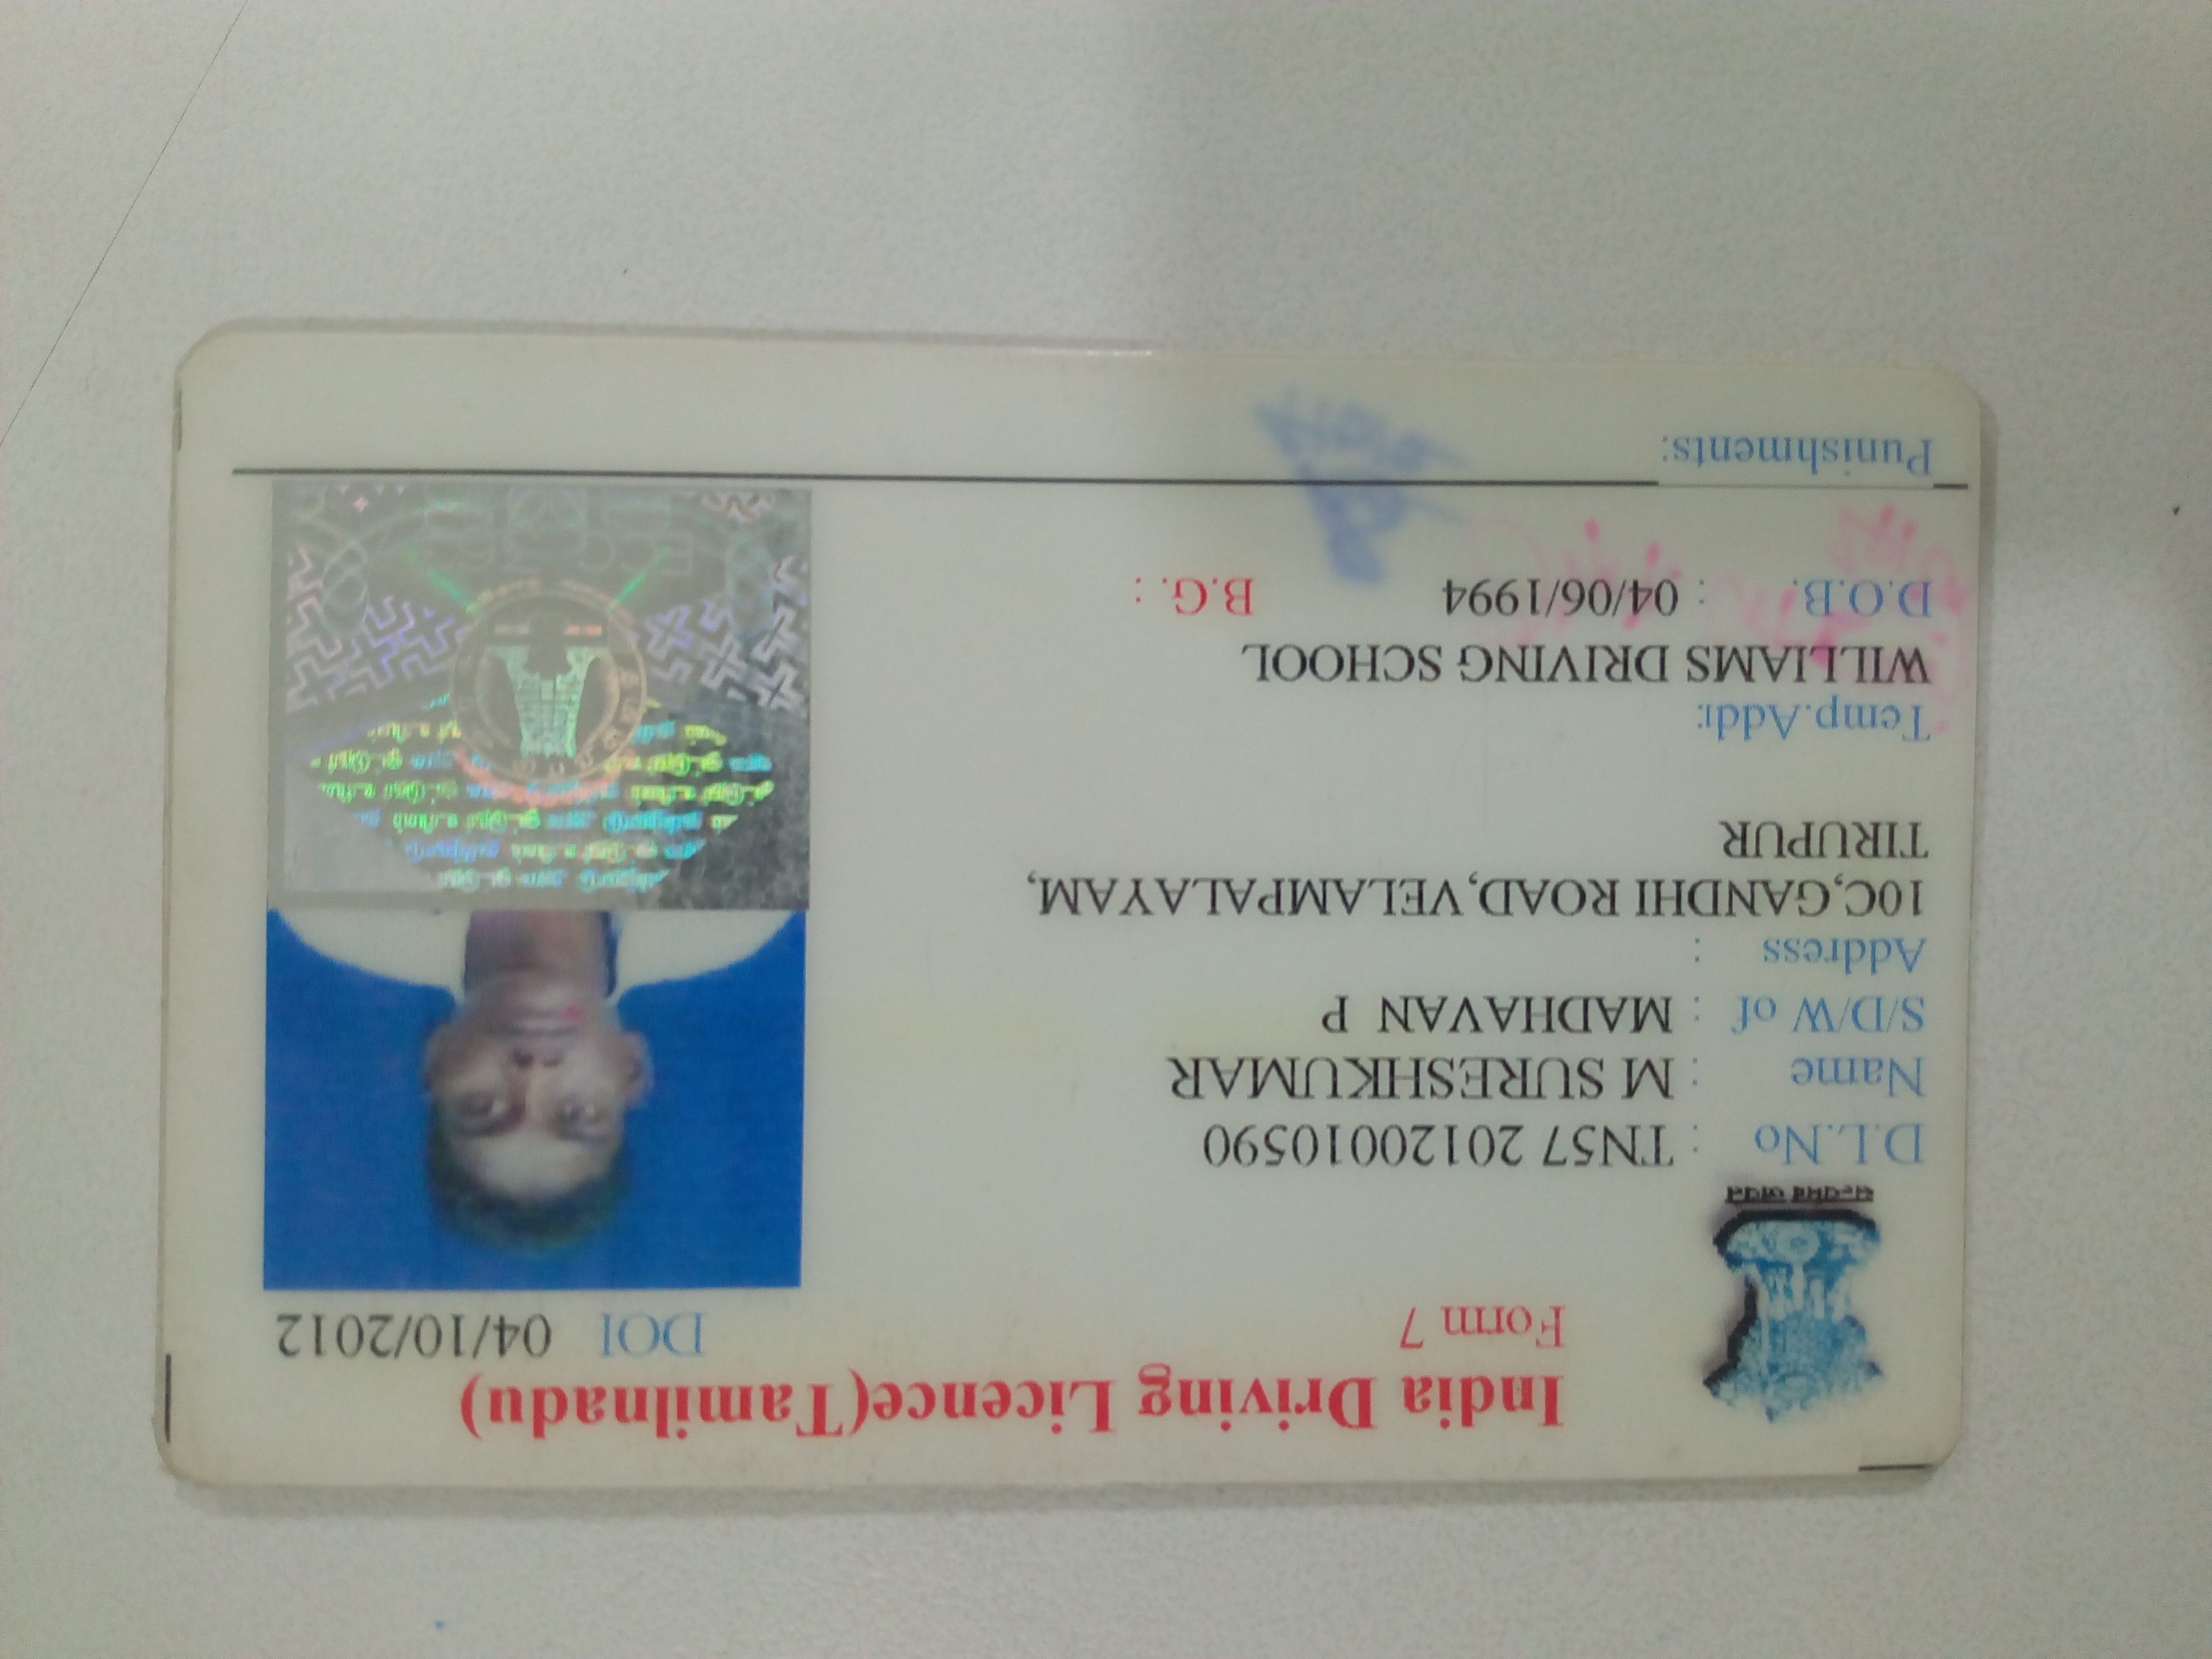 India Driving Licence(Tamilnadu)
Form 7
DOI 04/10/2012
D.L.No : TN57 20120010590
Name : M SURESHKUMAR
S/D/W of : MADHAVAN P
Address :
10C,GANDHI ROAD,VELAMPALAYAM,
TIRUPUR
Temp.Addr:
WILLIAMS DRIVING SCHOOL
D.O.B. : 04/06/1994 B.G. :
Punishments: